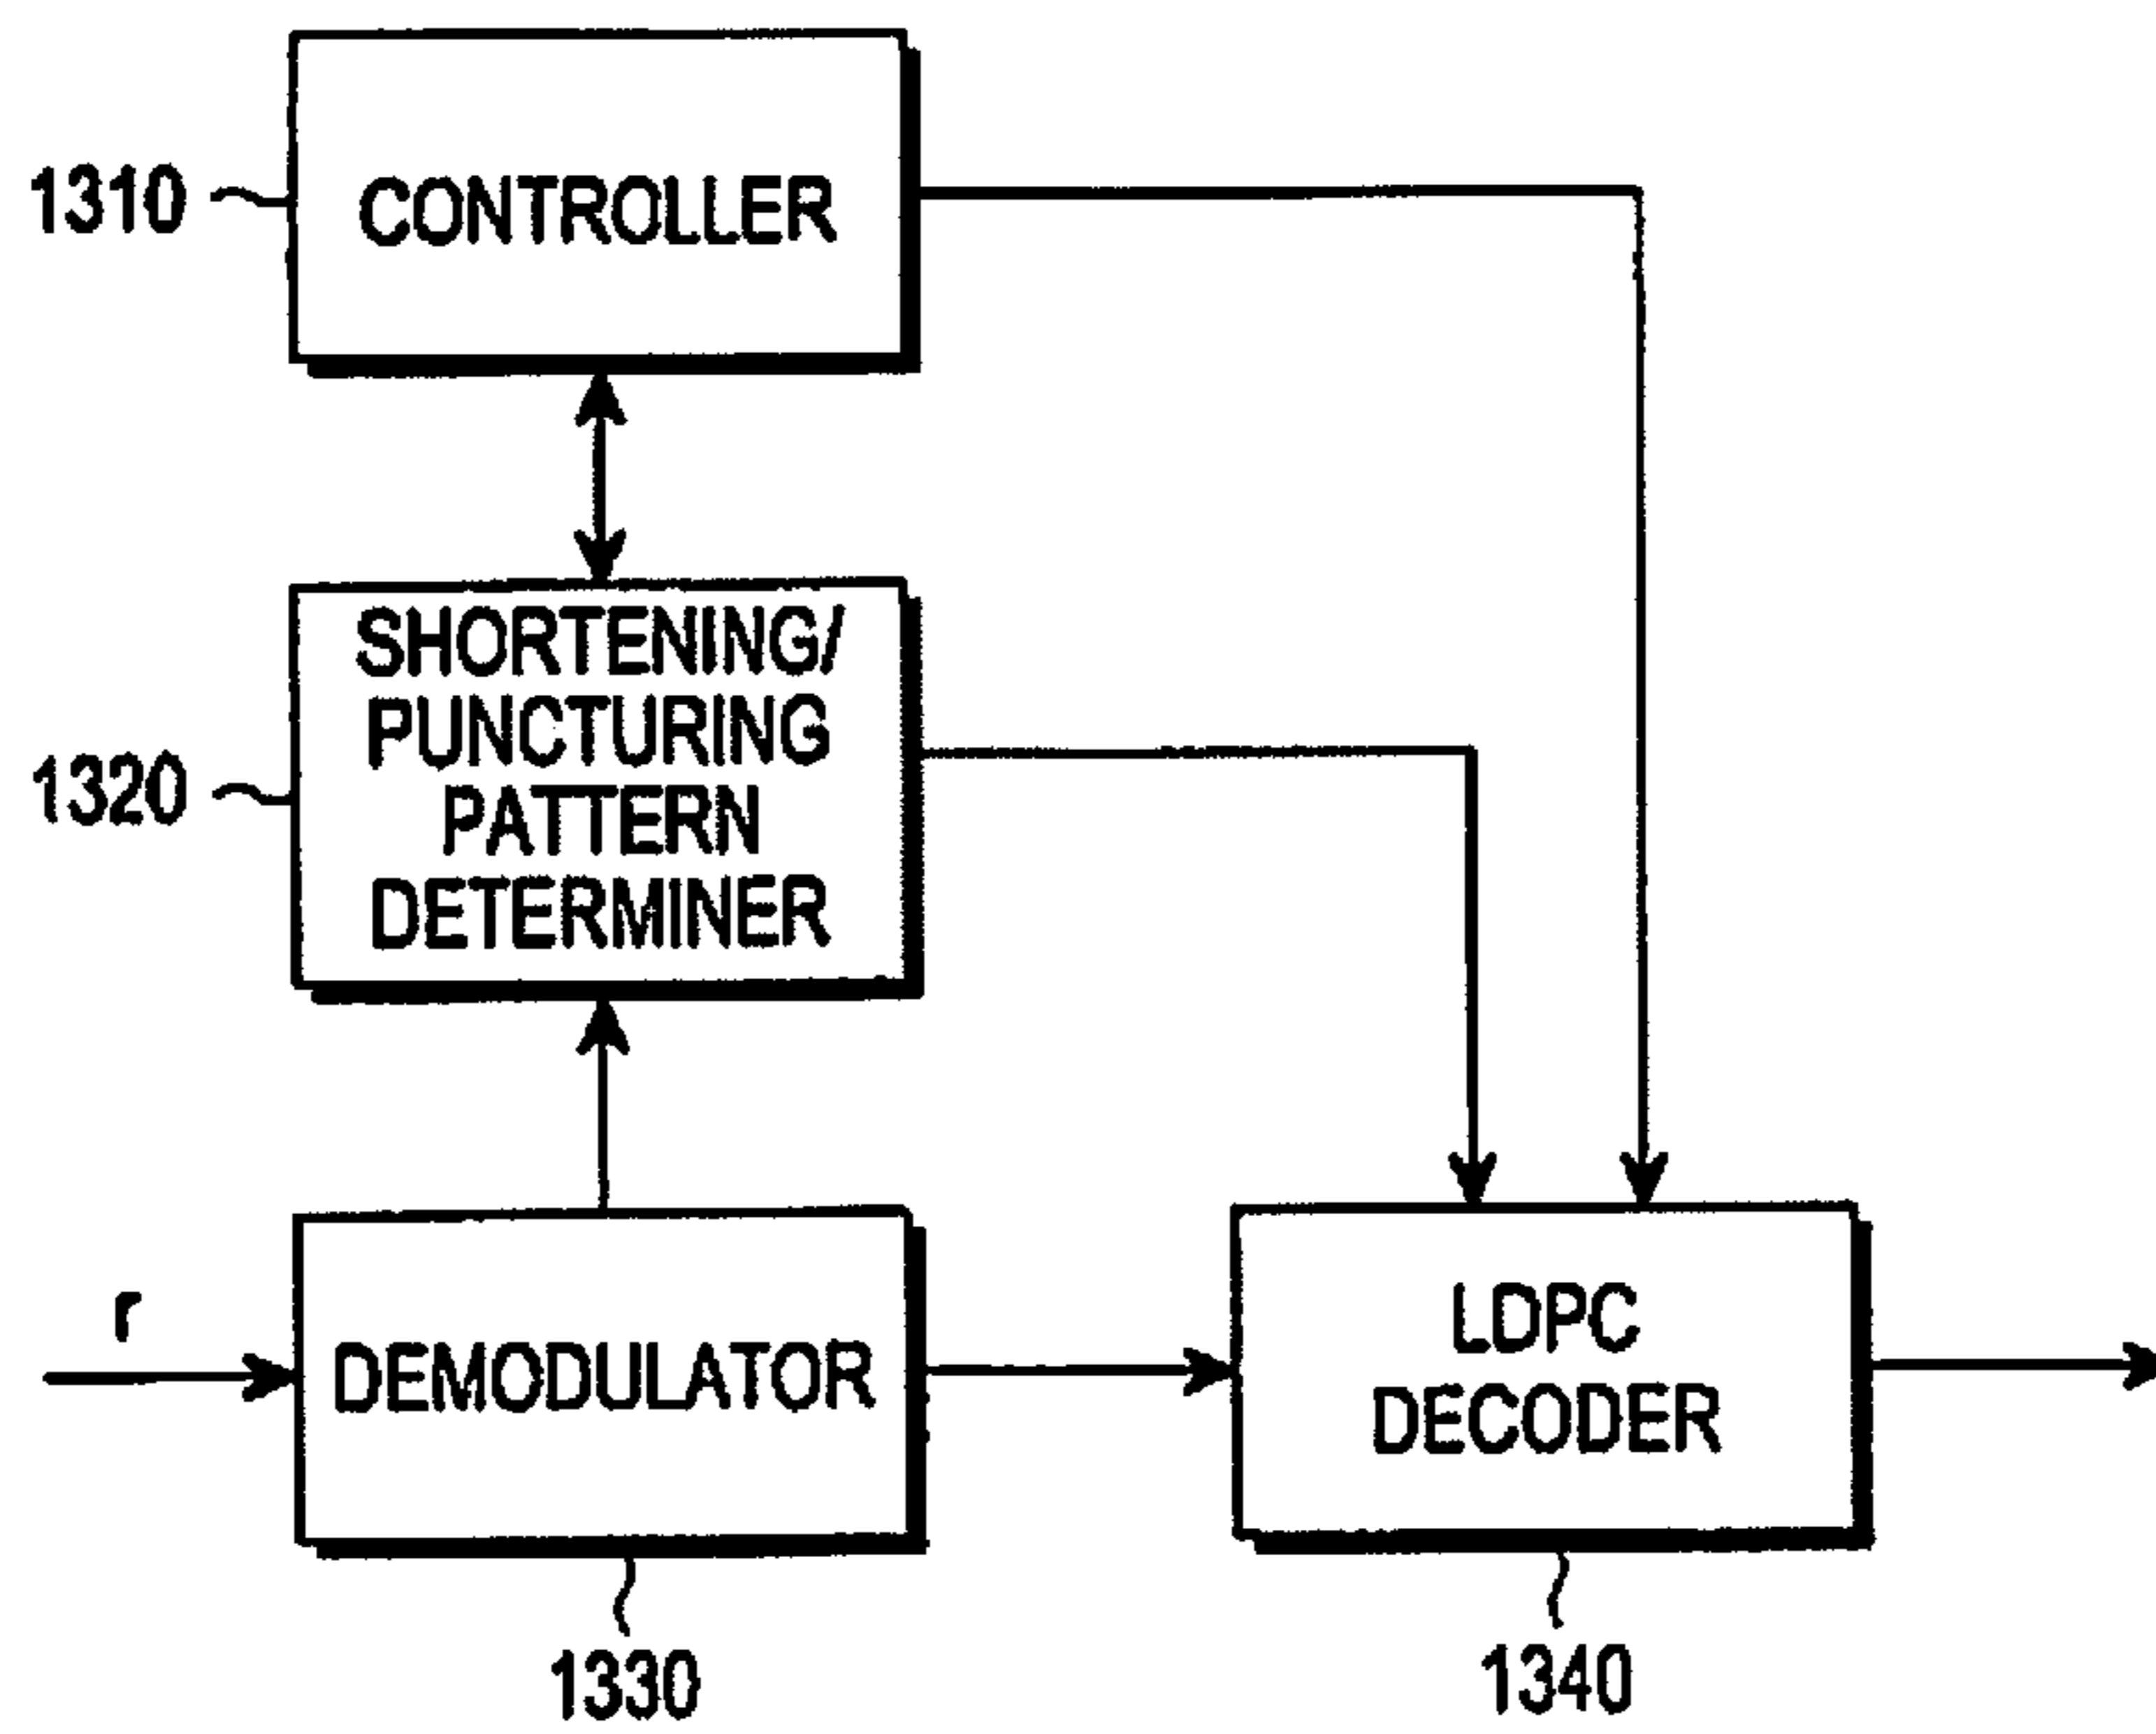 1310
CONTROLLER
1320
SHORTENING/
PUNCTURING
PATTERN
DETERMINER
r
DEMODULATOR
LDPC
DECODER
1330
1340